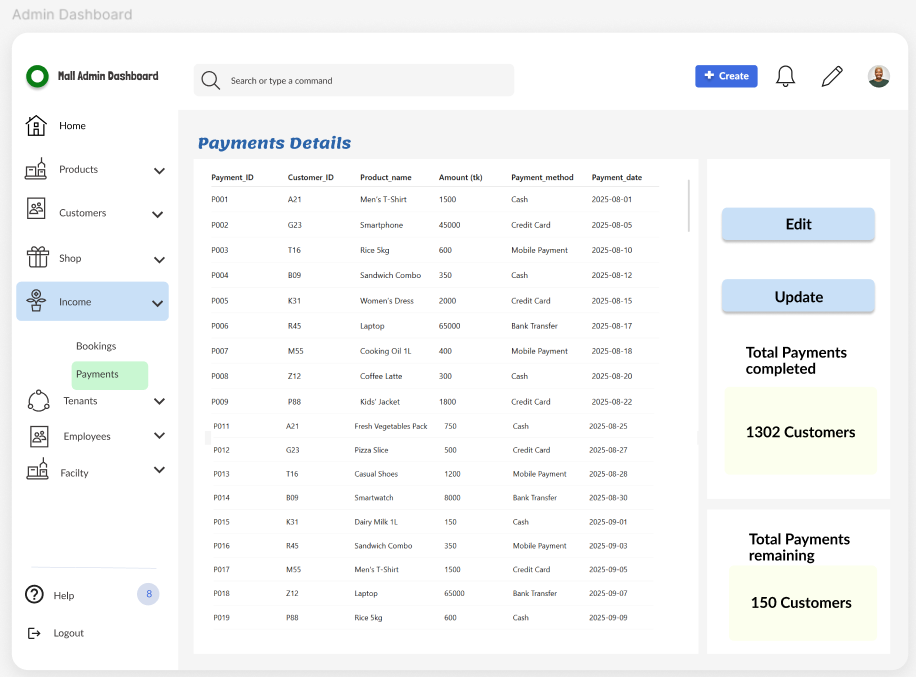 Admin Dashboard
Mall Admin Dashboard
Search or type a command
+ Create
Home
Products
Customers
Shop
Income
Bookings
Payments
Tenants
Employees
Facilty
Help
8
Logout
Payments Details
Payment_ID Customer_ID Product_name Amount (tk) Payment_method Payment_date
P001 A21 Men's T-Shirt 1500 Cash 2025-08-01
P002 G23 Smartphone 45000 Credit Card 2025-08-05
P003 T16 Rice 5kg 600 Mobile Payment 2025-08-10
P004 B09 Sandwich Combo 350 Cash 2025-08-12
P005 K31 Women's Dress 2000 Credit Card 2025-08-15
P006 R45 Laptop 65000 Bank Transfer 2025-08-17
P007 M55 Cooking Oil 1L 400 Mobile Payment 2025-08-18
P008 Z12 Coffee Latte 300 Cash 2025-08-20
P009 P88 Kids' Jacket 1800 Credit Card 2025-08-22
P011 A21 Fresh Vegetables Pack 750 Cash 2025-08-25
P012 G23 Pizza Slice 500 Credit Card 2025-08-27
P013 T16 Casual Shoes 1200 Mobile Payment 2025-08-28
P014 B09 Smartwatch 8000 Bank Transfer 2025-08-30
P015 K31 Dairy Milk 1L 150 Cash 2025-09-01
P016 R45 Sandwich Combo 350 Mobile Payment 2025-09-03
P017 M55 Men's T-Shirt 1500 Credit Card 2025-09-05
P018 Z12 Laptop 65000 Bank Transfer 2025-09-07
P019 P88 Rice 5kg 600 Cash 2025-09-09
Edit
Update
Total Payments
completed
1302 Customers
Total Payments
remaining
150 Customers